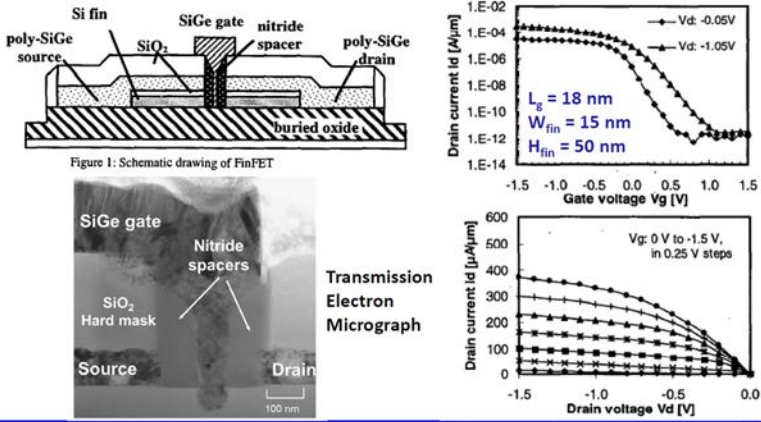 Si fin
SiGe gate
poly-SiGe
source
SiO2
nitride
spacer
poly-SiGe
drain
buried oxide
Figure 1: Schematic drawing of FinFET
SiGe gate
Nitride
spacers
SiO2
Hard mask
Source
Drain
100 nm
Transmission
Electron
Micrograph
Drain current Id [A/µm]
1.E-02
1.E-04
1.E-06
1.E-08
1.E-10
1.E-12
1.E-14
Vd: -0.05V
Vd: -1.05V
Lg = 18 nm
Wfin = 15 nm
Hfin = 50 nm
-1.5 -1.0 -0.5 0.0 0.5 1.0 1.5
Gate voltage Vg [V]
Drain current Id [µA/µm]
600
500
400
300
200
100
0
Vg: 0 V to -1.5 V,
in 0.25 V steps
-1.5 -1.0 -0.5 0.0
Drain voltage Vd [V]